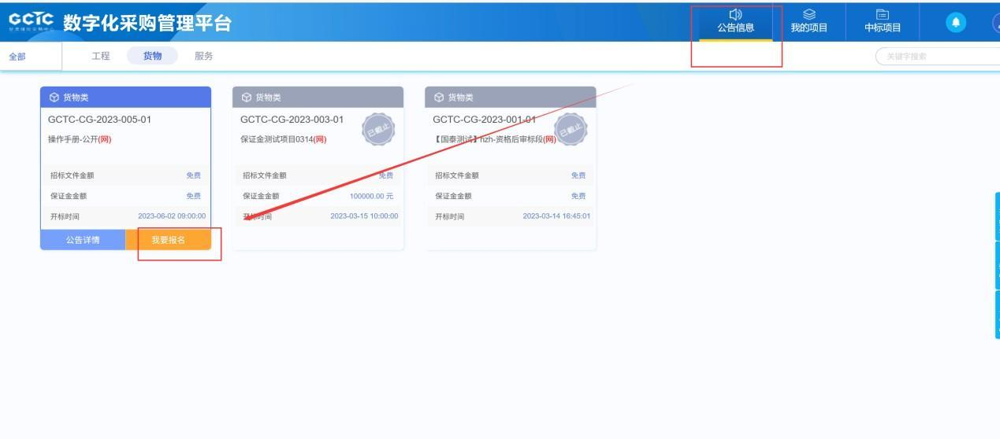 GCTC 数字化采购管理平台
公告信息
我的项目
中标项目
全部
工程
货物
服务
关键字搜索
货物类
GCTC-CG-2023-005-01
操作手册-公开(网)
招标文件金额 免费
保证金金额 免费
开标时间 2023-06-02 09:00:00
公告详情
我要报名
货物类
GCTC-CG-2023-003-01
已截止
保证金测试项目0314(网)
招标文件金额 免费
保证金金额 100000.00 元
开标时间 2023-03-15 10:00:00
货物类
GCTC-CG-2023-001-01
已截止
【国泰测试】hzh-资格后审标段(网)
招标文件金额 免费
保证金金额 免费
开标时间 2023-03-14 16:45:01